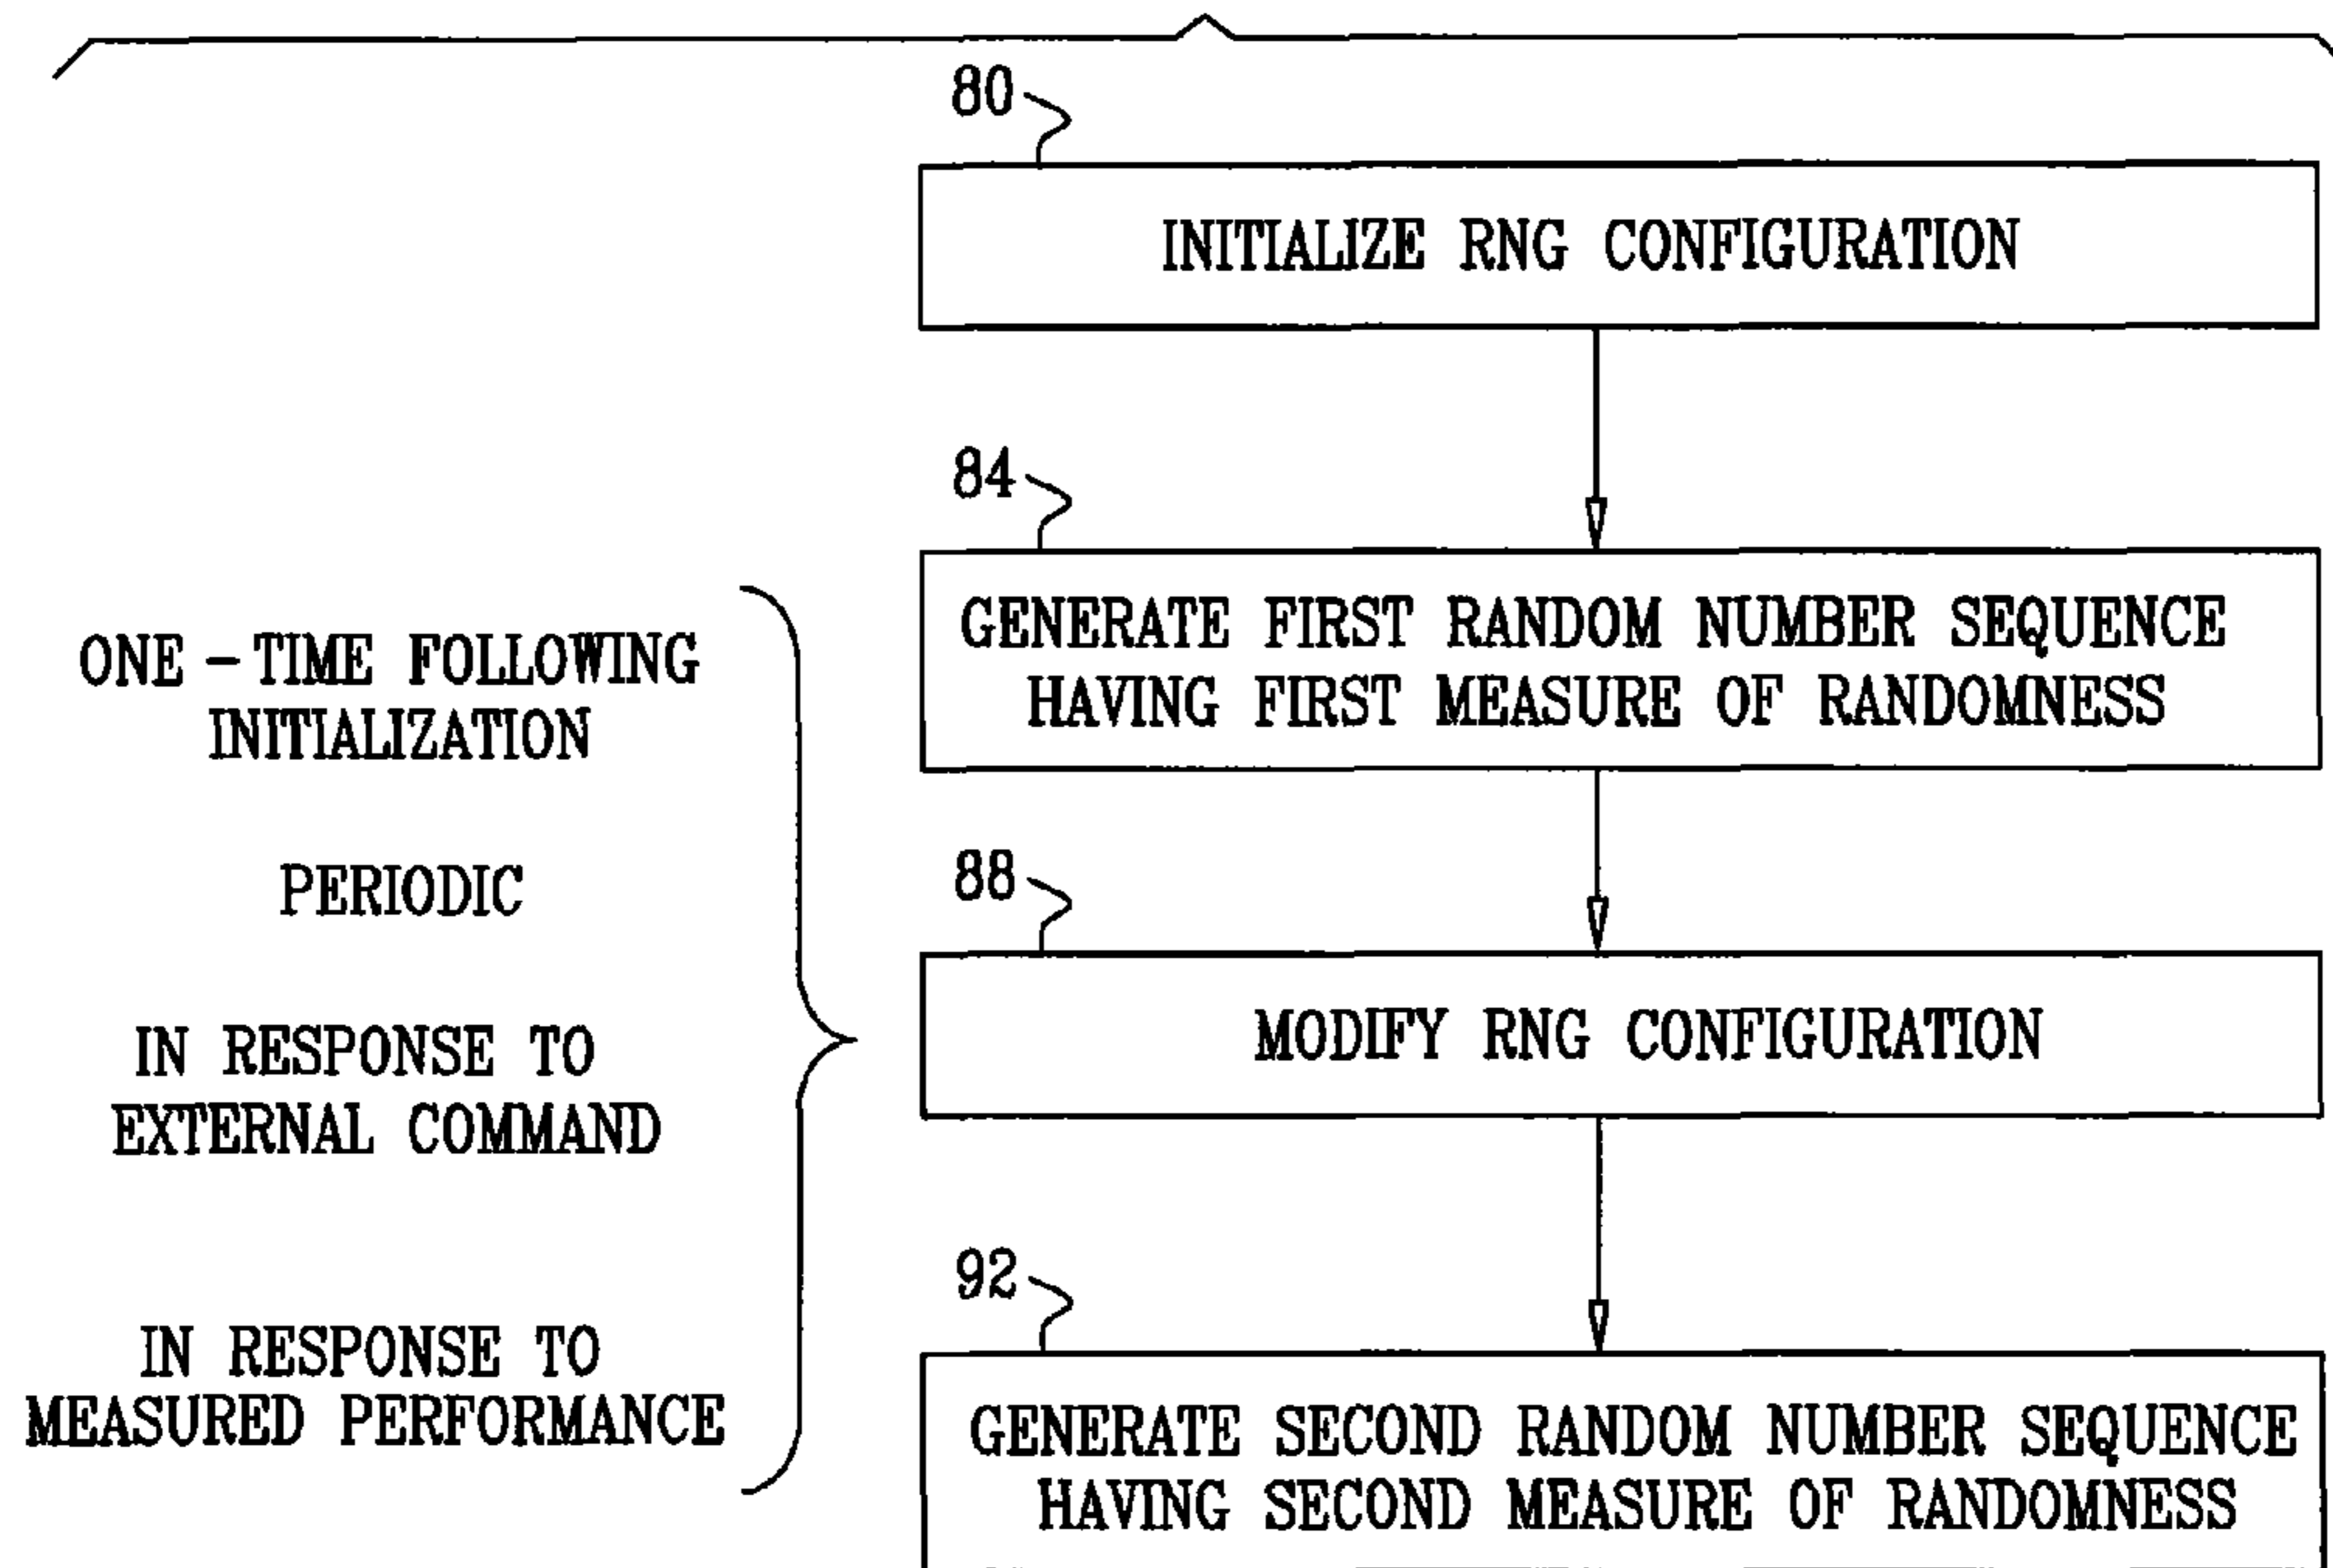 80
INITIALIZE RNG CONFIGURATION
84
GENERATE FIRST RANDOM NUMBER SEQUENCE
HAVING FIRST MEASURE OF RANDOMNESS
ONE-TIME FOLLOWING
INITIALIZATION
PERIODIC
IN RESPONSE TO
EXTERNAL COMMAND
IN RESPONSE TO
MEASURED PERFORMANCE
88
MODIFY RNG CONFIGURATION
92
GENERATE SECOND RANDOM NUMBER SEQUENCE
HAVING SECOND MEASURE OF RANDOMNESS